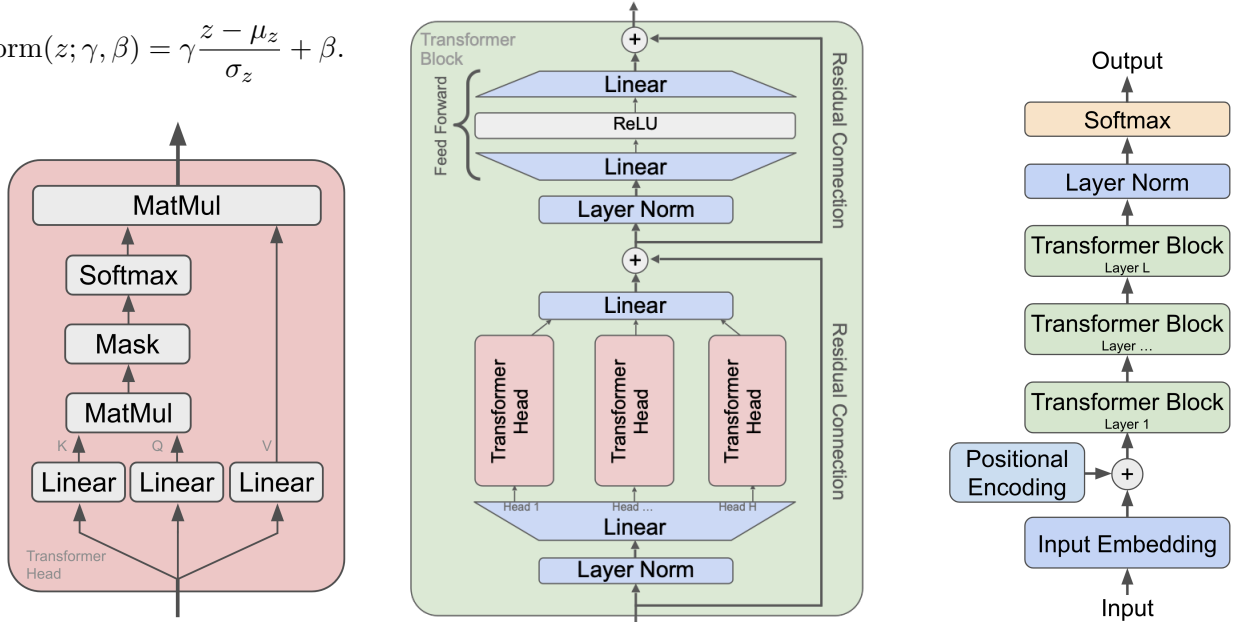 orm(z; γ, β) = γ (z − μ_z)/σ_z + β.
MatMul
Softmax
Mask
MatMul
K
Q
V
Linear
Linear
Linear
Transformer
Head
Transformer
Block
+
Linear
ReLU
Linear
Feed Forward
Layer Norm
Residual Connection
+
Linear
Transformer
Head
Transformer
Head
Transformer
Head
Residual Connection
Head 1
Head ...
Head H
Linear
Layer Norm
Output
Softmax
Layer Norm
Transformer Block
Layer L
Transformer Block
Layer ...
Transformer Block
Layer 1
Positional
Encoding
+
Input Embedding
Input